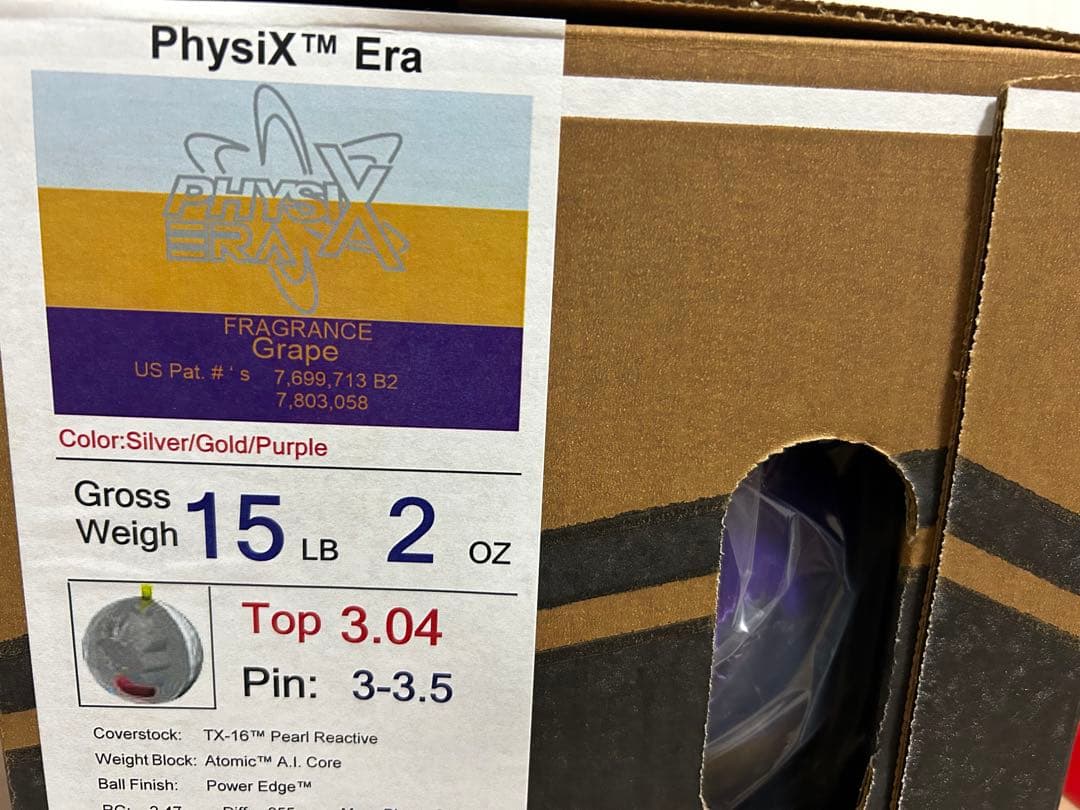 PhysiX™ Era
PHYSIX
ERA
FRAGRANCE
Grape
US Pat. # ' s 7,699,713 B2
7,803,058
Color:Silver/Gold/Purple
Gross
Weigh 15 LB 2 OZ
Top 3.04
Pin: 3-3.5
Coverstock: TX-16™ Pearl Reactive
Weight Block: Atomic™ A.I. Core
Ball Finish: Power Edge™